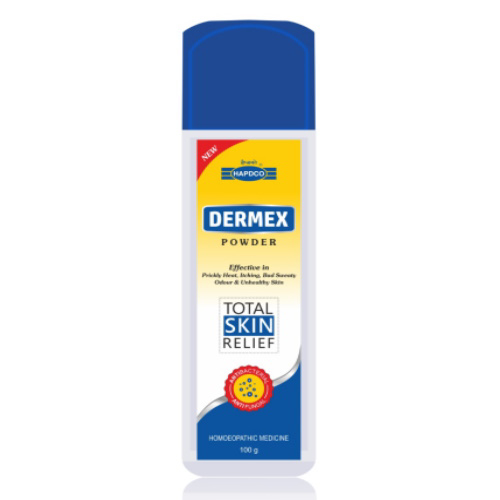 NEW
HAPDCO
DERMEX
POWDER
Effective in
Prickly Heat, Itching, Bad Sweaty
Odour & Unhealthy Skin
TOTAL
SKIN
RELIEF
ANTIBACTERIAL
ANTIFUNGAL
HOMOEOPATHIC MEDICINE
100 g